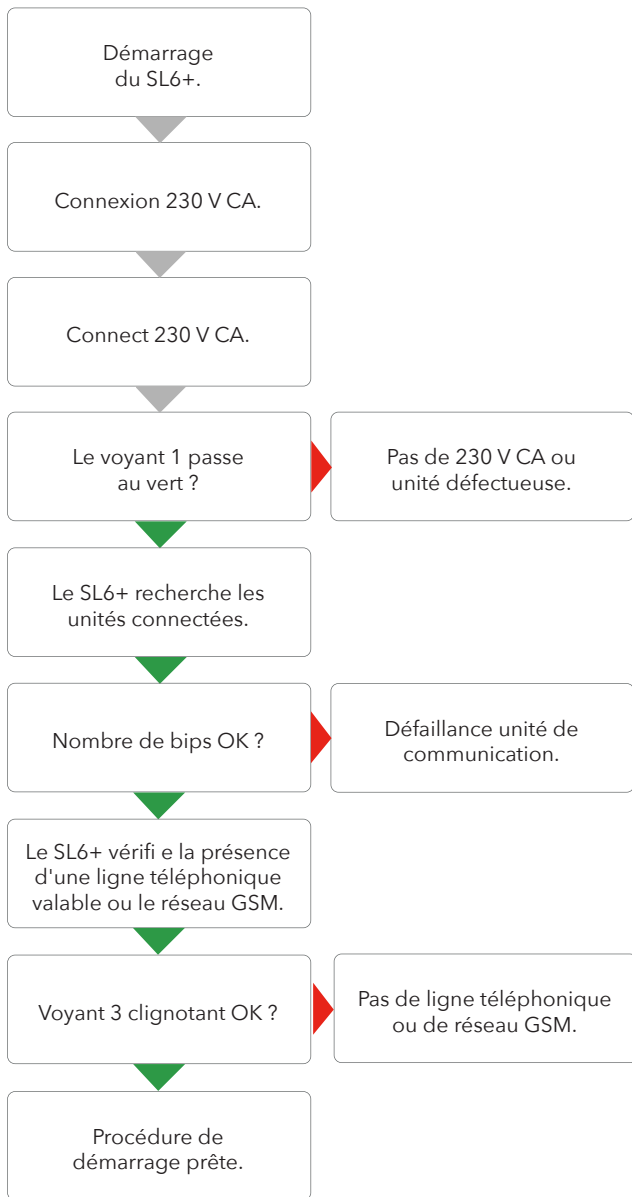 Démarrage
du SL6+.
Connexion 230 V CA.
Connect 230 V CA.
Le voyant 1 passe
au vert ?
Pas de 230 V CA ou
unité défectueuse.
Le SL6+ recherche les
unités connectées.
Nombre de bips OK ?
Défaillance unité de
communication.
Le SL6+ vérifi e la présence
d'une ligne téléphonique
valable ou le réseau GSM.
Voyant 3 clignotant OK ?
Pas de ligne téléphonique
ou de réseau GSM.
Procédure de
démarrage prête.